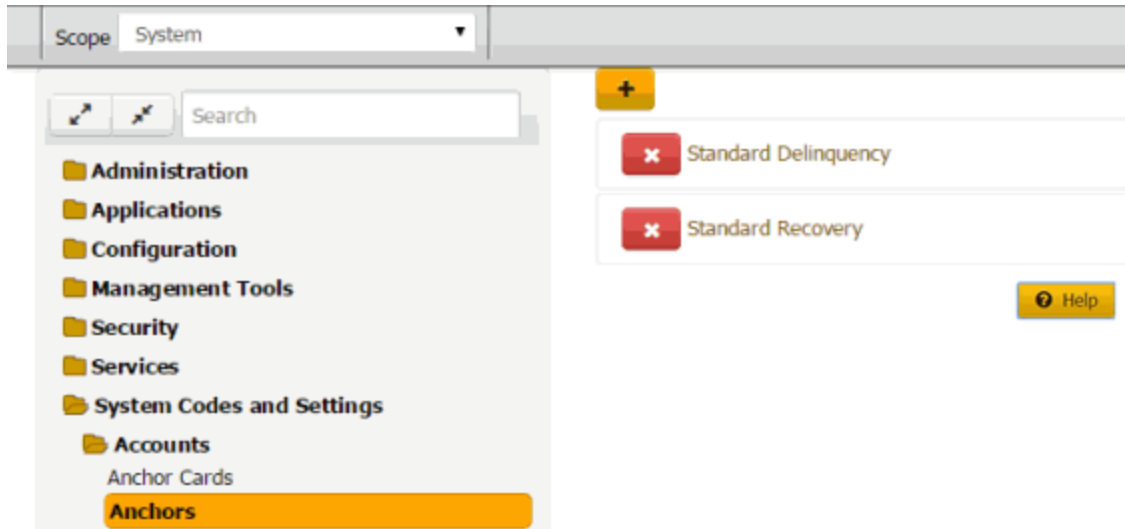 Scope System
Search
Administration
Applications
Configuration
Management Tools
Security
Services
System Codes and Settings
Accounts
Anchor Cards
Anchors
Standard Delinquency
Standard Recovery
Help